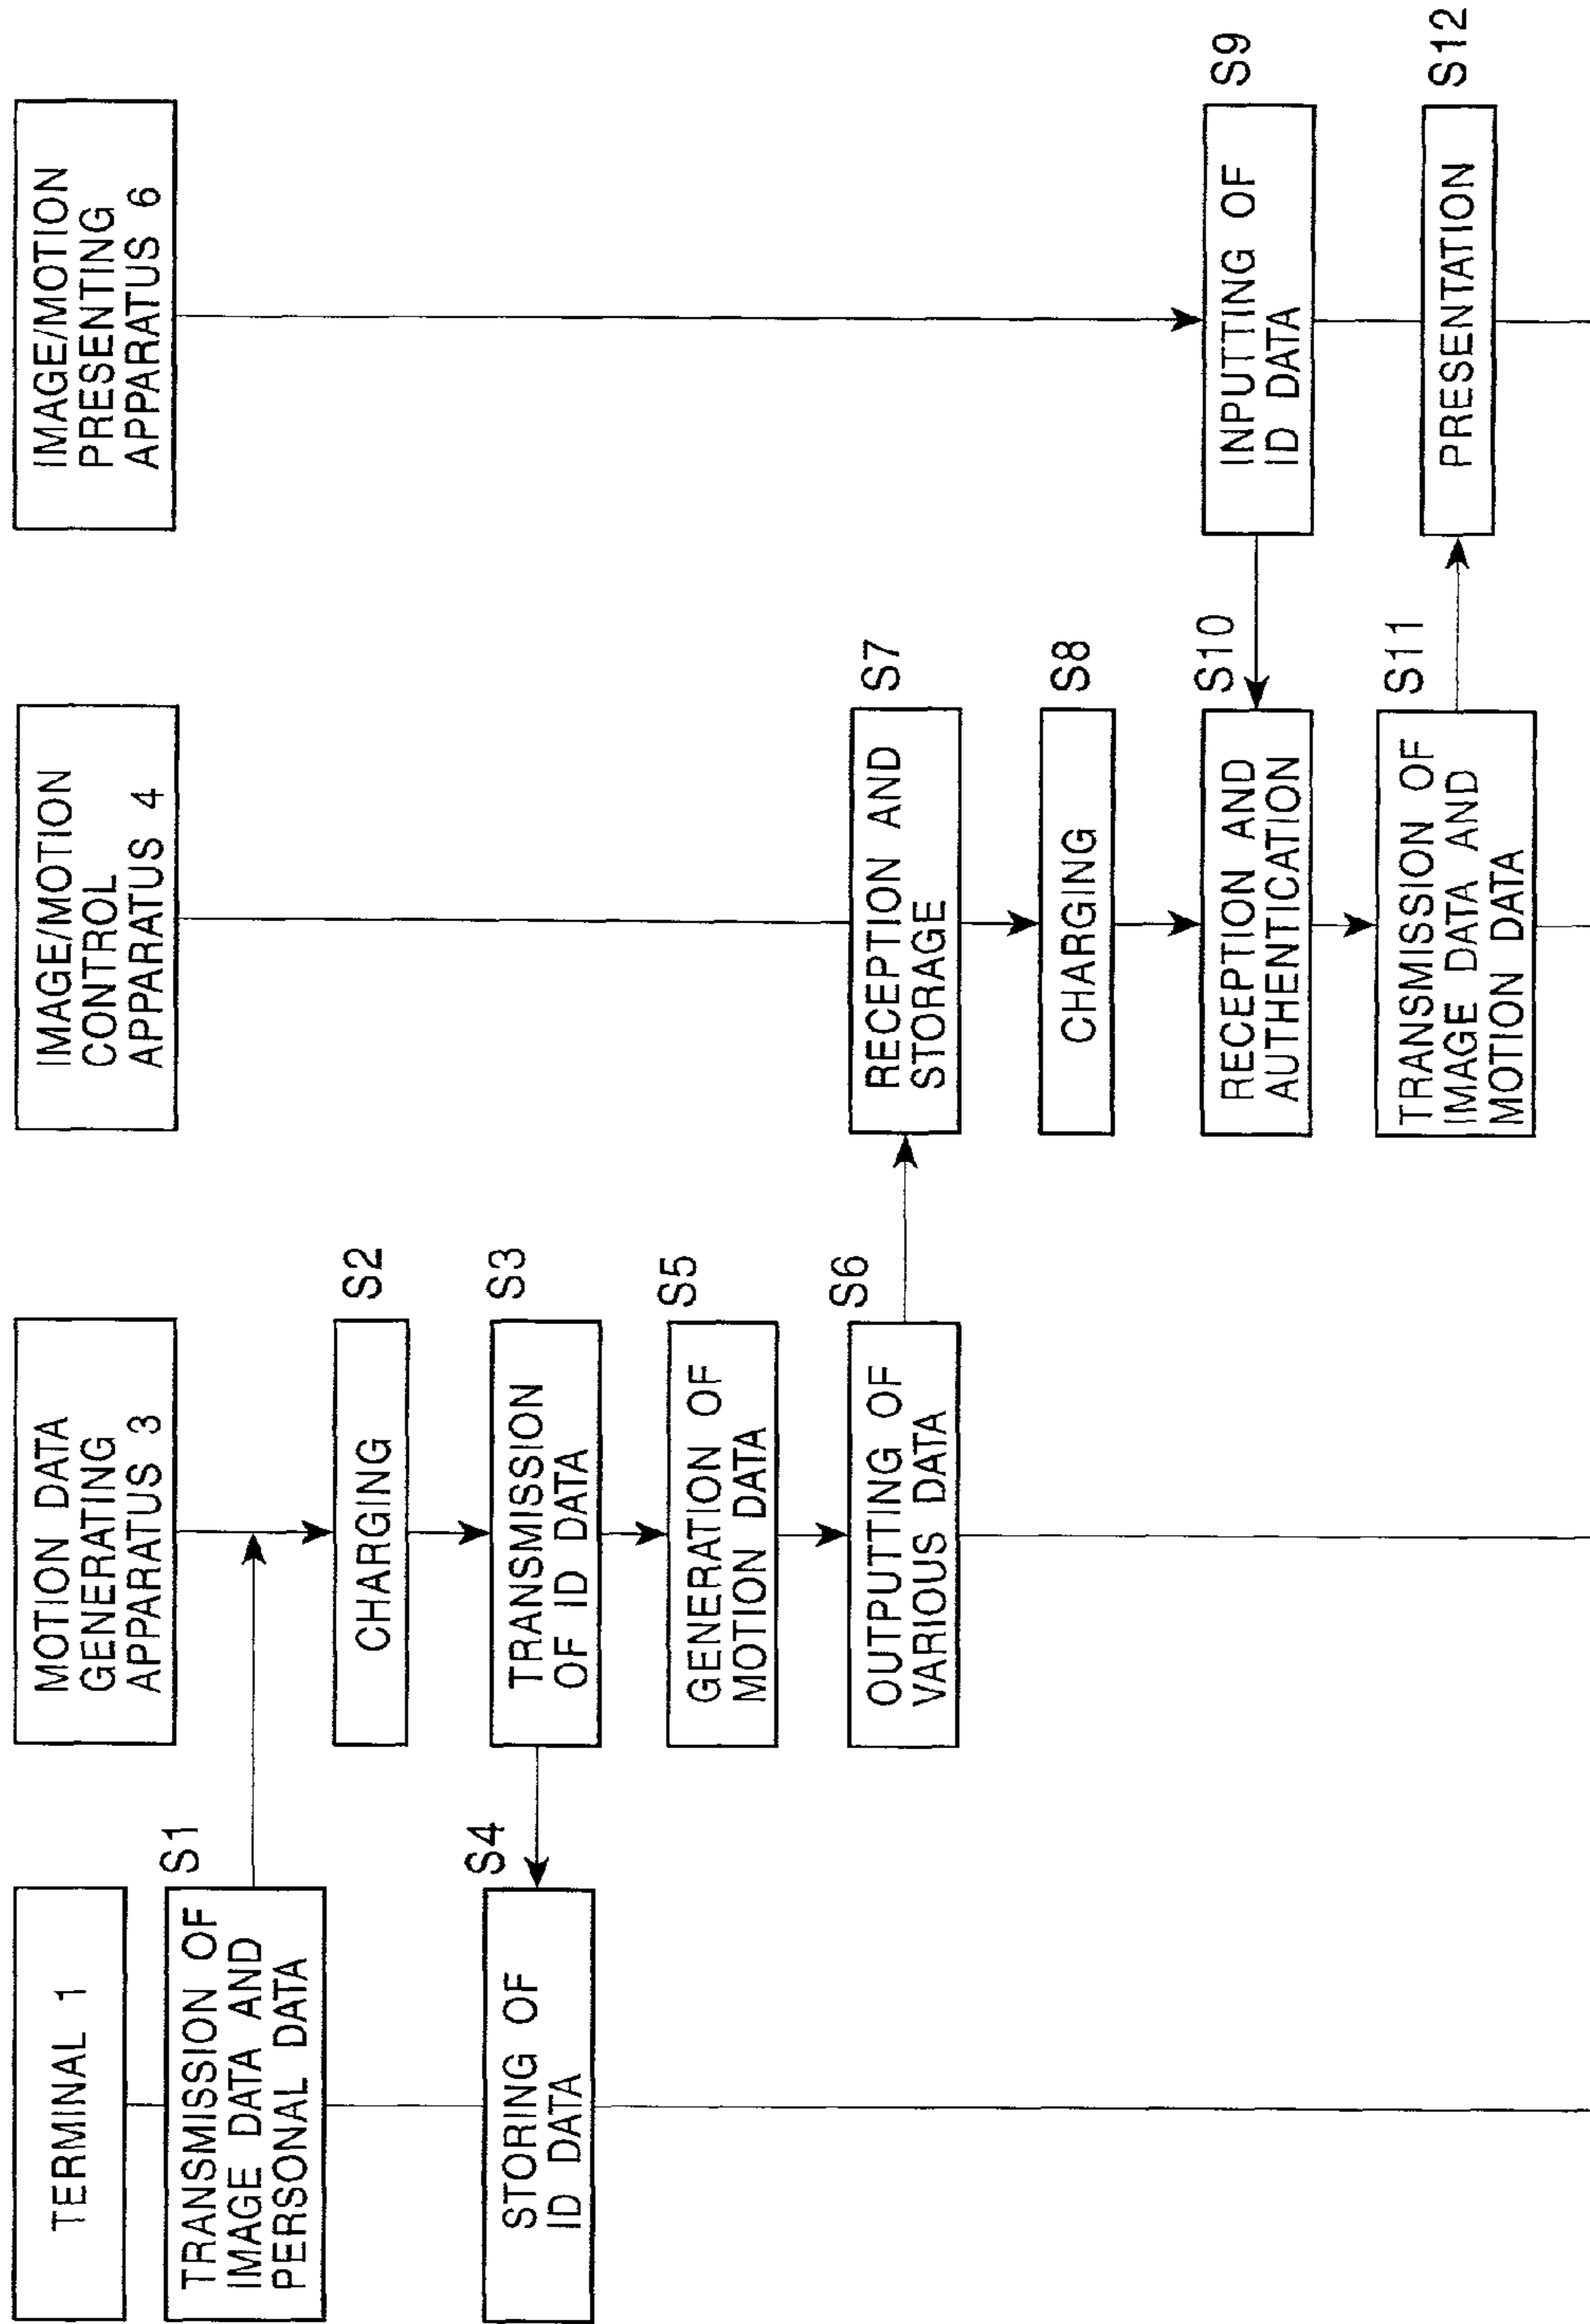 TERMINAL 1
S1
TRANSMISSION OF
IMAGE DATA AND
PERSONAL DATA
S4
STORING OF
ID DATA
MOTION DATA
GENERATING
APPARATUS 3
S2
CHARGING
S3
TRANSMISSION
OF ID DATA
S5
GENERATION OF
MOTION DATA
S6
OUTPUTTING OF
VARIOUS DATA
IMAGE/MOTION
CONTROL
APPARATUS 4
S7
RECEPTION AND
STORAGE
S8
CHARGING
S10
RECEPTION AND
AUTHENTICATION
S11
TRANSMISSION OF
IMAGE DATA AND
MOTION DATA
IMAGE/MOTION
PRESENTING
APPARATUS 6
S9
INPUTTING OF
ID DATA
S12
PRESENTATION